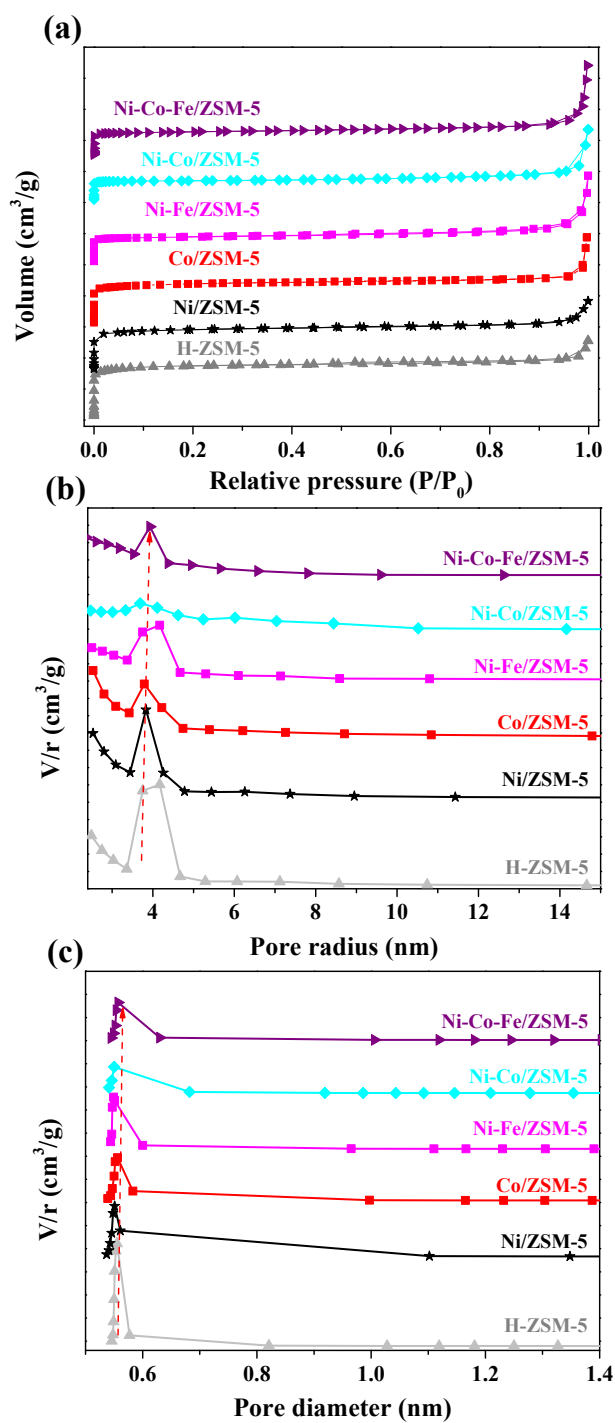 (a)
Ni-Co-Fe/ZSM-5
Ni-Co/ZSM-5
Ni-Fe/ZSM-5
Co/ZSM-5
Ni/ZSM-5
H-ZSM-5
Volume (cm³/g)
0.0 0.2 0.4 0.6 0.8 1.0
Relative pressure (P/P₀)
(b)
Ni-Co-Fe/ZSM-5
Ni-Co/ZSM-5
Ni-Fe/ZSM-5
Co/ZSM-5
Ni/ZSM-5
H-ZSM-5
V/r (cm³/g)
4 6 8 10 12 14
Pore radius (nm)
(c)
Ni-Co-Fe/ZSM-5
Ni-Co/ZSM-5
Ni-Fe/ZSM-5
Co/ZSM-5
Ni/ZSM-5
H-ZSM-5
V/r (cm³/g)
0.6 0.8 1.0 1.2 1.4
Pore diameter (nm)